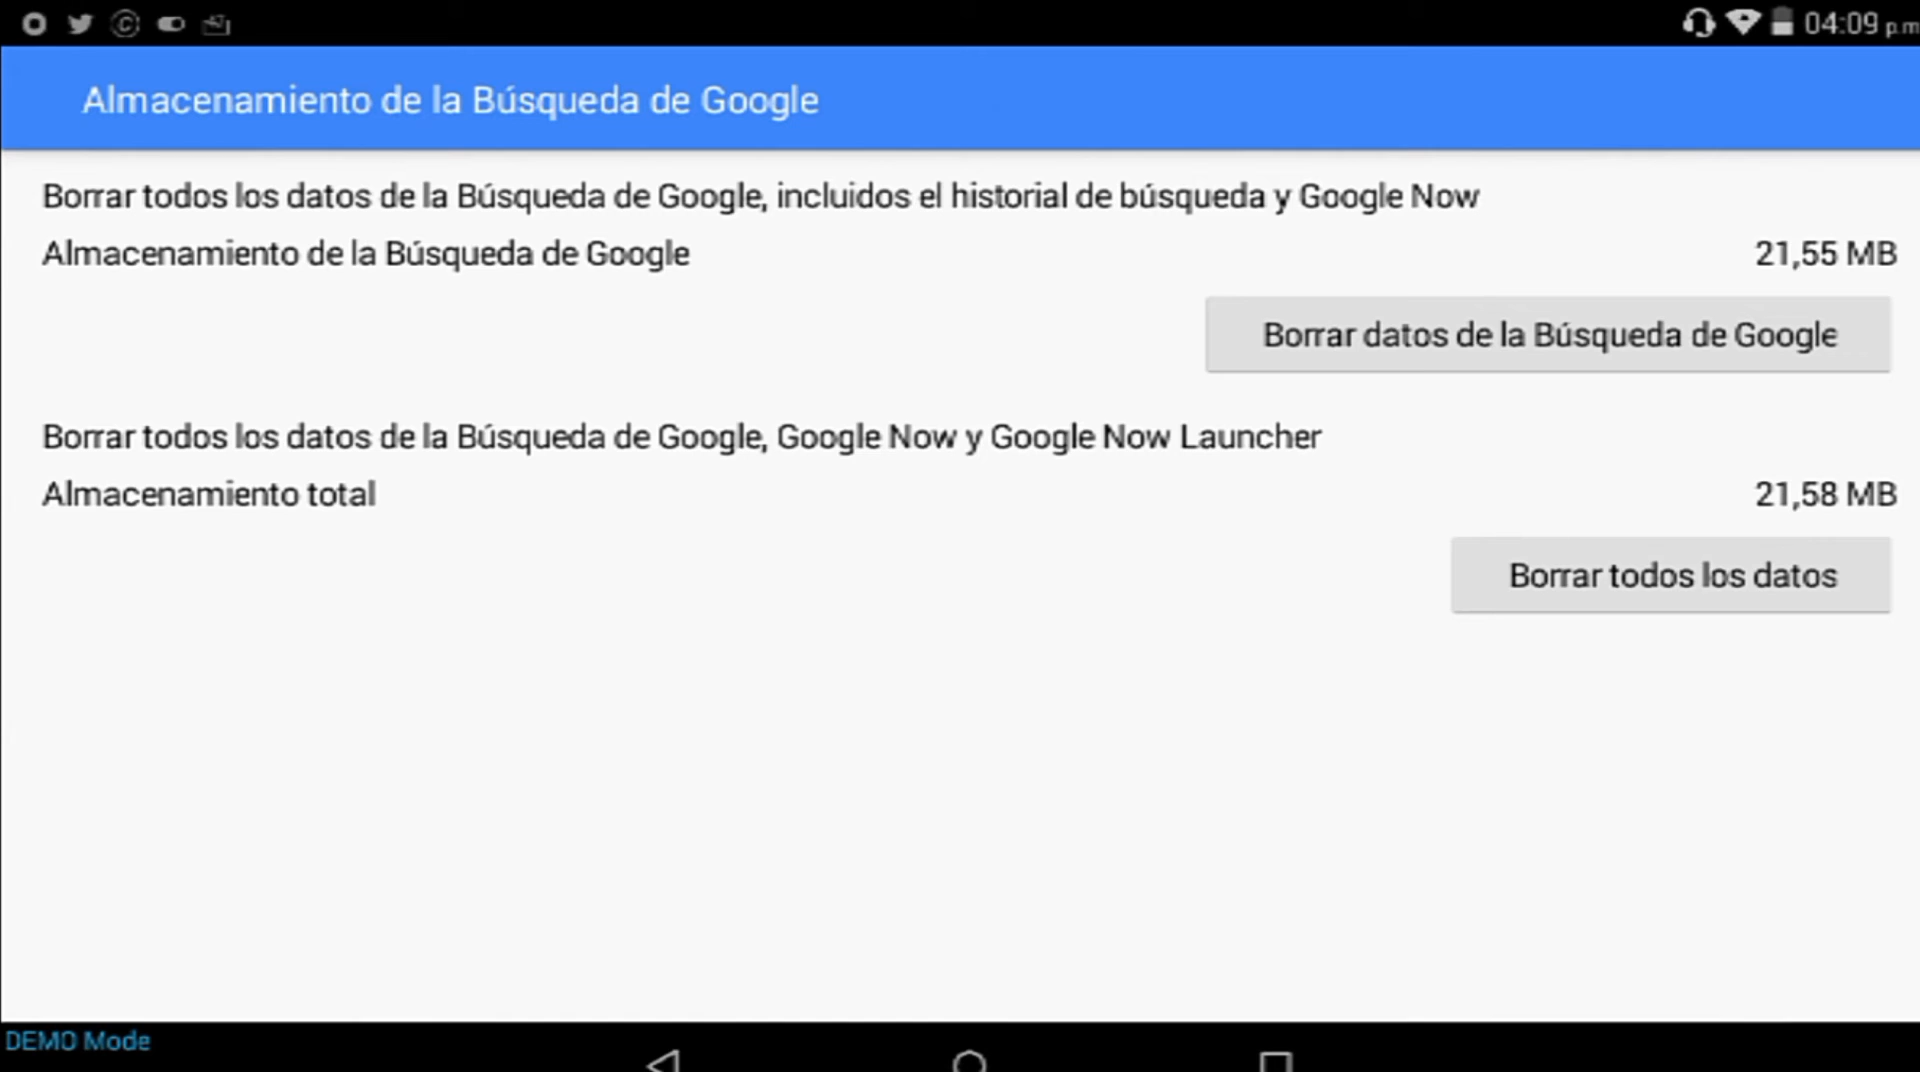 04:09 p.m
Almacenamiento de la Búsqueda de Google
Borrar todos los datos de la Búsqueda de Google, incluidos el historial de búsqueda y Google Now
Almacenamiento de la Búsqueda de Google 21,55 MB
Borrar datos de la Búsqueda de Google
Borrar todos los datos de la Búsqueda de Google, Google Now y Google Now Launcher
Almacenamiento total 21,58 MB
Borrar todos los datos
DEMO Mode